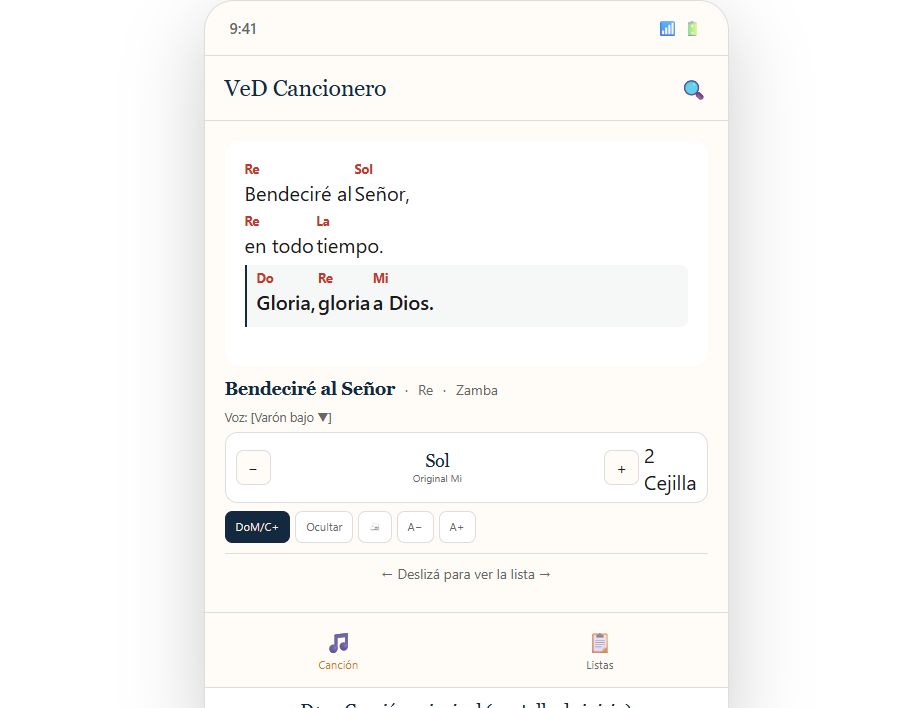 9:41
VeD Cancionero
Re Sol
Bendeciré al Señor,
Re La
en todo tiempo.
Do Re Mi
Gloria, gloria a Dios.
Bendeciré al Señor · Re · Zamba
Voz: [Varón bajo ▼]
− Sol + 2
Original Mi Cejilla
DoM/C+ Ocultar A− A+
← Deslizá para ver la lista →
Canción Listas